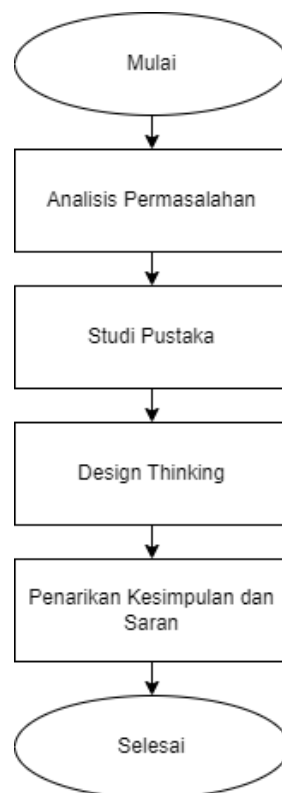 Mulai
Analisis Permasalahan
Studi Pustaka
Design Thinking
Penarikan Kesimpulan dan
Saran
Selesai